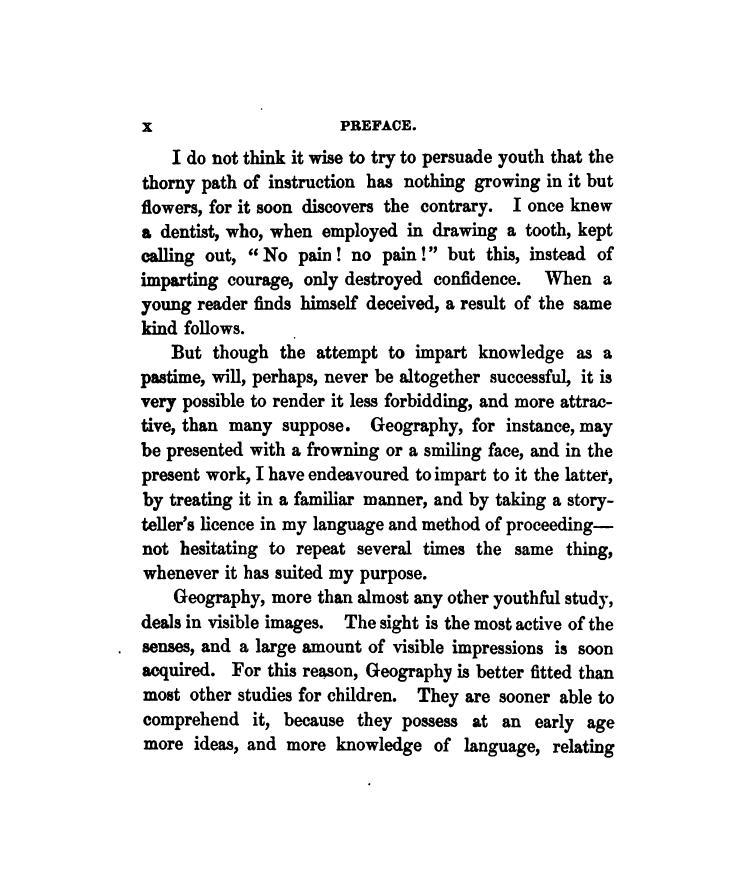 x PREFACE.
I do not think it wise to try to persuade youth that the
thorny path of instruction has nothing growing in it but
flowers, for it soon discovers the contrary. I once knew
a dentist, who, when employed in drawing a tooth, kept
calling out, "No pain! no pain!" but this, instead of
imparting courage, only destroyed confidence. When a
young reader finds himself deceived, a result of the same
kind follows.
But though the attempt to impart knowledge as a
pastime, will, perhaps, never be altogether successful, it is
very possible to render it less forbidding, and more attrac-
tive, than many suppose. Geography, for instance, may
be presented with a frowning or a smiling face, and in the
present work, I have endeavoured to impart to it the latter,
by treating it in a familiar manner, and by taking a story-
teller's licence in my language and method of proceeding—
not hesitating to repeat several times the same thing,
whenever it has suited my purpose.
Geography, more than almost any other youthful study,
deals in visible images. The sight is the most active of the
senses, and a large amount of visible impressions is soon
acquired. For this reason, Geography is better fitted than
most other studies for children. They are sooner able to
comprehend it, because they possess at an early age
more ideas, and more knowledge of language, relating